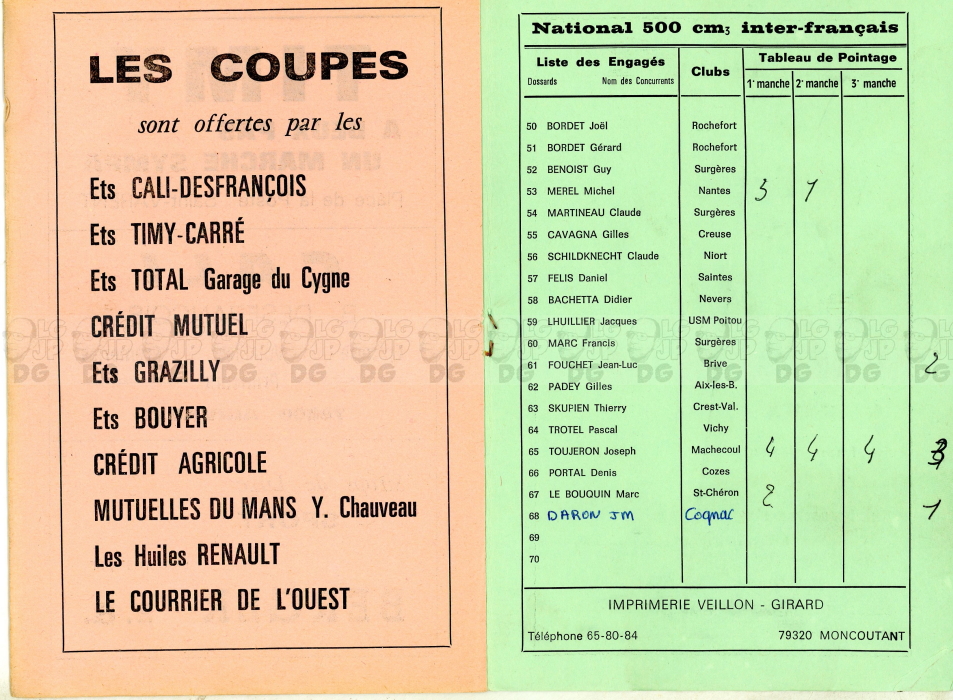 LES COUPES
sont offertes par les
Ets CALI-DESFRANÇOIS
Ets TIMY-CARRÉ
Ets TOTAL Garage du Cygne
CRÉDIT MUTUEL
Ets GRAZILLY
Ets BOUYER
CRÉDIT AGRICOLE
MUTUELLES DU MANS Y. Chauveau
Les Huiles RENAULT
LE COURRIER DE L'OUEST
National 500 cm3 inter-français
Liste des Engagés Clubs Tableau de Pointage
Dossards Nom des Concurrents 1e manche 2e manche 3e manche
50 BORDET Joël Rochefort
51 BORDET Gérard Rochefort
52 BENOIST Guy Surgères
53 MEREL Michel Nantes 3 1
54 MARTINEAU Claude Surgères
55 CAVAGNA Gilles Creuse
56 SCHILDKNECHT Claude Niort
57 FELIS Daniel Saintes
58 BACHETTA Didier Nevers
59 LHUILLIER Jacques USM Poitou
60 MARC Francis Surgères
61 FOUCHET Jean-Luc Brive 2
62 PADEY Gilles Aix-les-B.
63 SKUPIEN Thierry Crest-Val.
64 TROTEL Pascal Vichy
65 TOUJERON Joseph Machecoul 4 4 4 3
66 PORTAL Denis Cozes
67 LE BOUQUIN Marc St-Chéron 2
68 DARON JM Cognac 1
69
70
IMPRIMERIE VEILLON - GIRARD
Téléphone 65-80-84 79320 MONCOUTANT